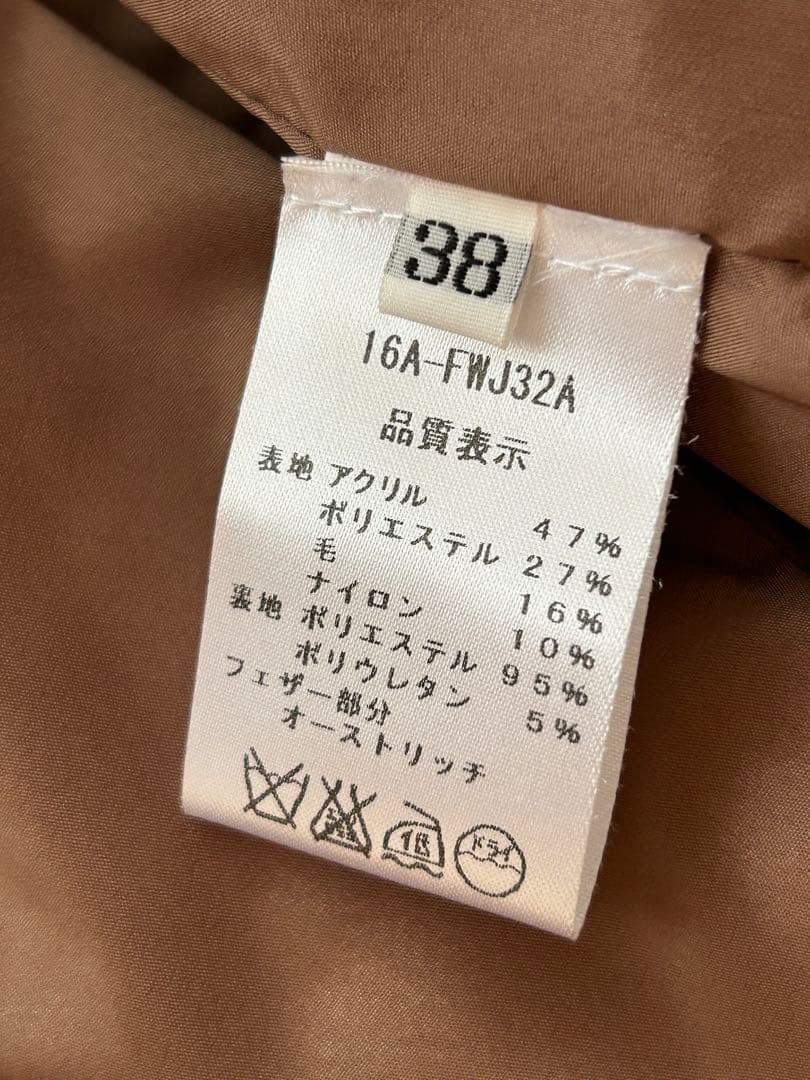 38
16A-FWJ32A
品質表示
表地 アクリル 47%
ポリエステル 27%
毛 16%
ナイロン 10%
裏地 ポリエステル 95%
ポリウレタン 5%
フェザー部分
オーストリッチ
低
ドライ